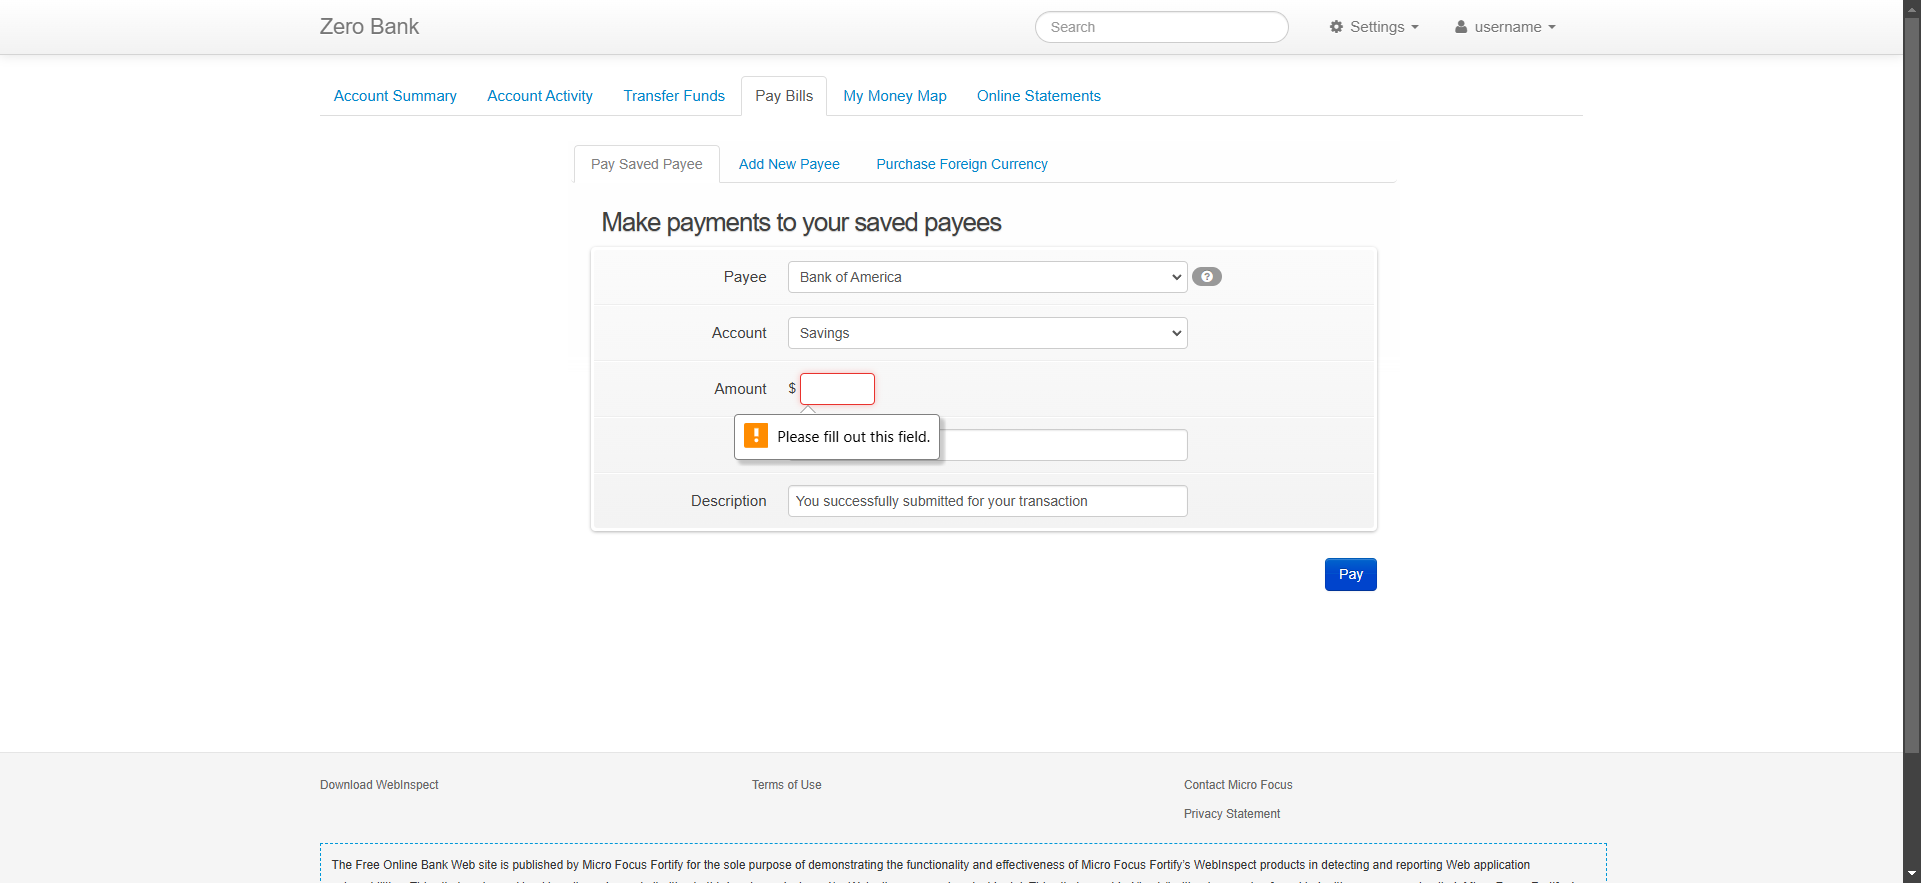 Zero Bank
Search
Settings
username
Account Summary
Account Activity
Transfer Funds
Pay Bills
My Money Map
Online Statements
Pay Saved Payee
Add New Payee
Purchase Foreign Currency
Make payments to your saved payees
Payee
Bank of America
?
Account
Savings
Amount
$
! Please fill out this field.
Description
You successfully submitted for your transaction
Pay
Download WebInspect
Terms of Use
Contact Micro Focus
Privacy Statement
The Free Online Bank Web site is published by Micro Focus Fortify for the sole purpose of demonstrating the functionality and effectiveness of Micro Focus Fortify's WebInspect products in detecting and reporting Web application